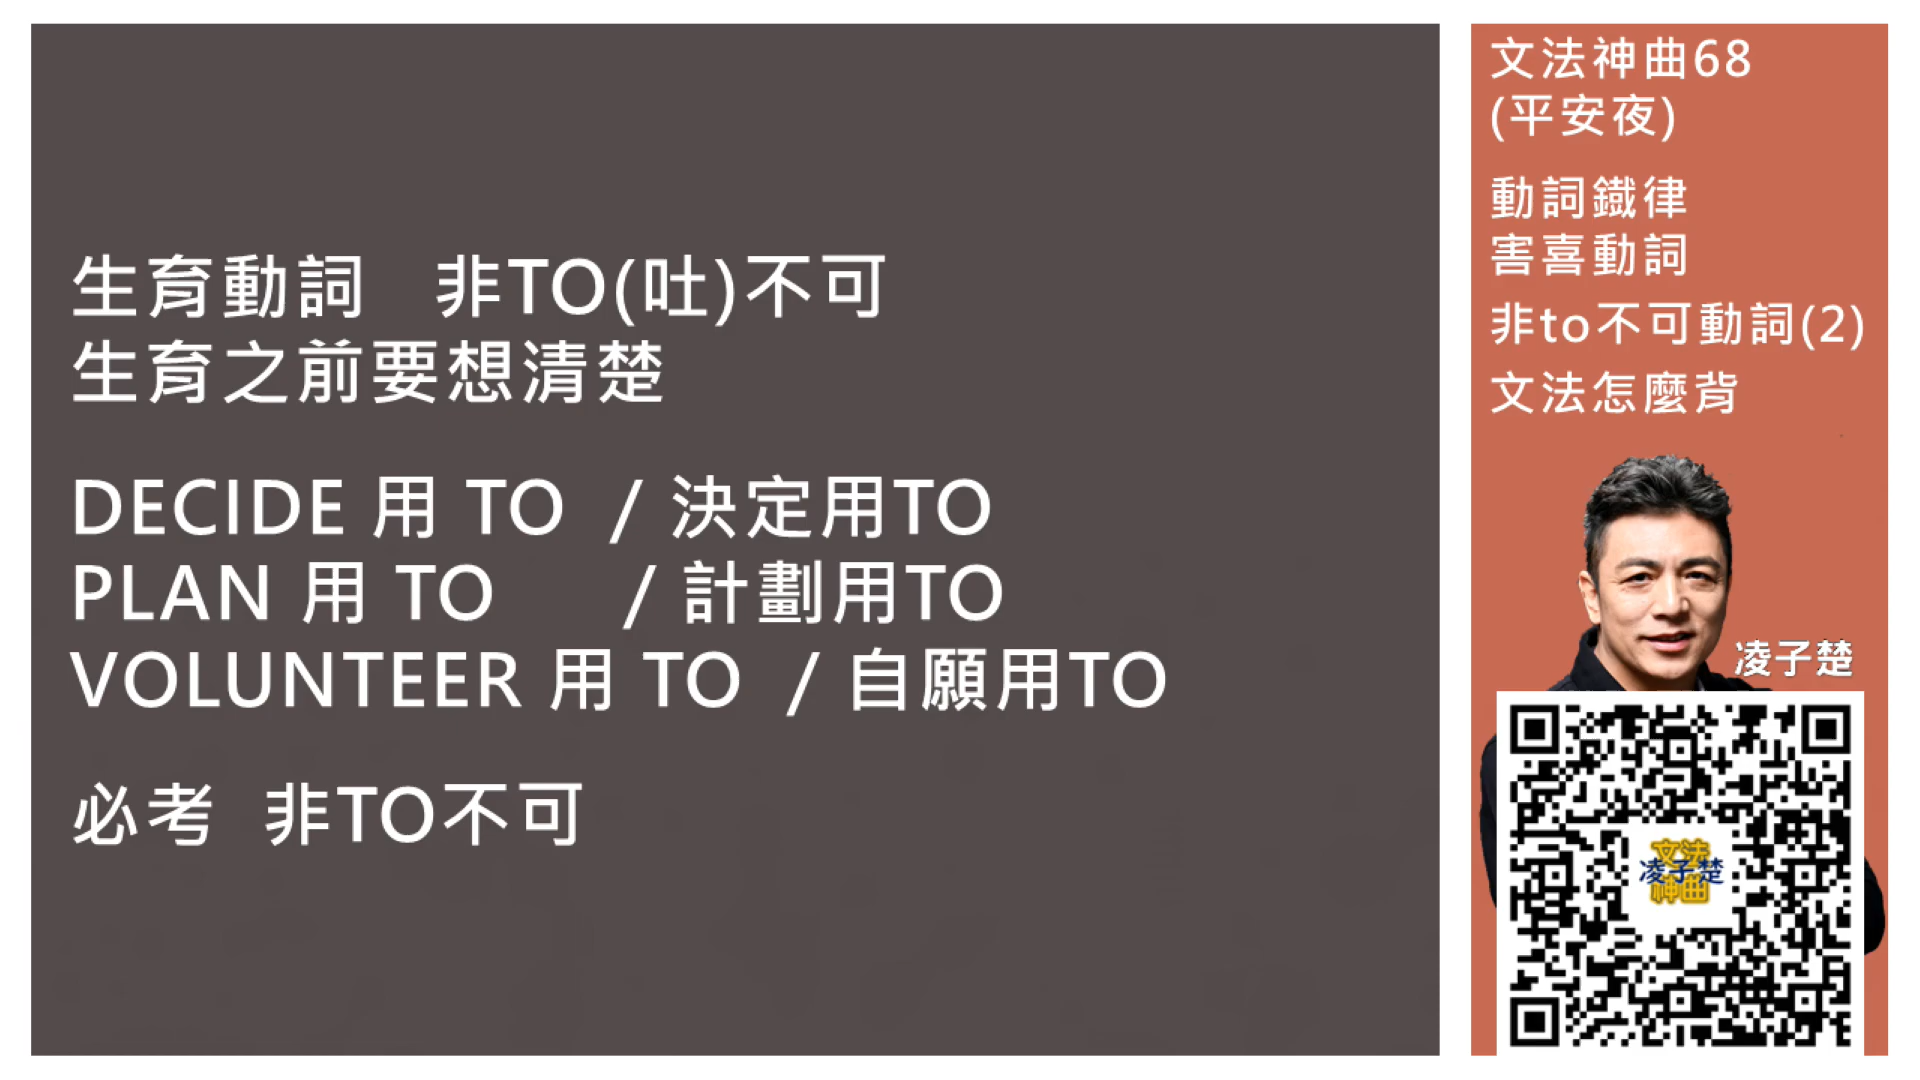 生育動詞 非TO(吐)不可
生育之前要想清楚
DECIDE 用 TO / 決定用TO
PLAN 用 TO / 計劃用TO
VOLUNTEER 用 TO / 自願用TO
必考 非TO不可
文法神曲68
(平安夜)
動詞鐵律
害喜動詞
非to不可動詞(2)
文法怎麼背
凌子楚
文法
凌子楚
神曲